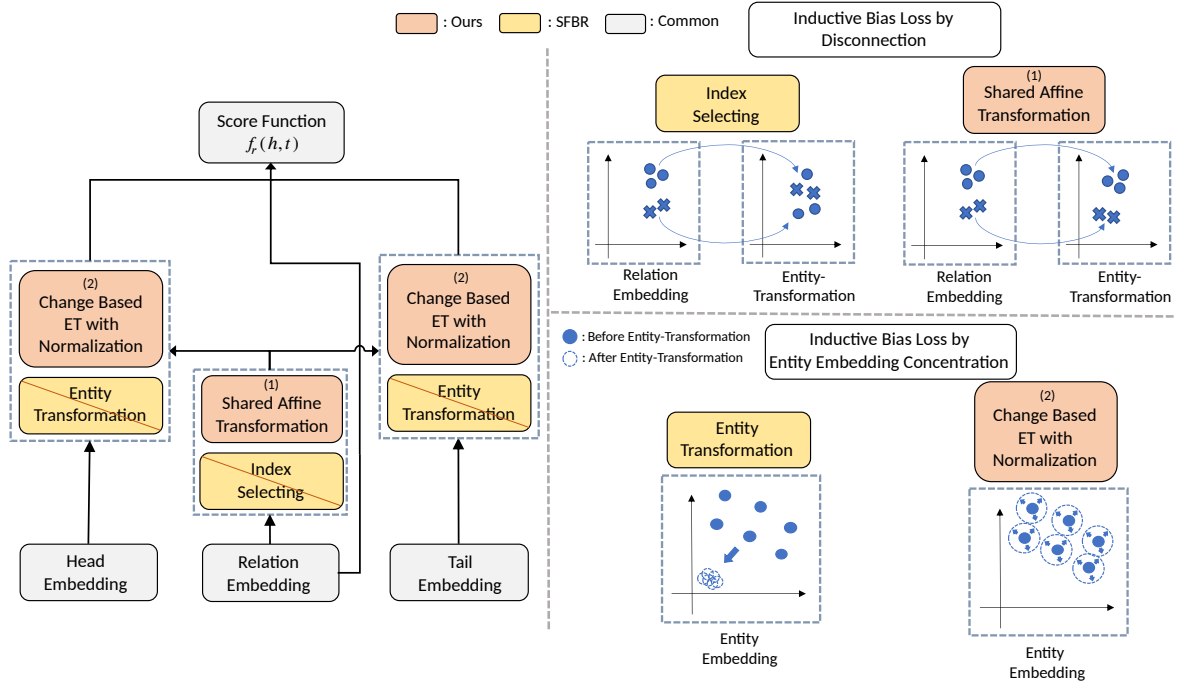 : Ours
: SFBR
: Common
Score Function
f_r(h,t)
(2)
Change Based
ET with
Normalization
Entity
Transformation
(1)
Shared Affine
Transformation
Index
Selecting
(2)
Change Based
ET with
Normalization
Entity
Transformation
Head
Embedding
Relation
Embedding
Tail
Embedding
Inductive Bias Loss by
Disconnection
Index
Selecting
(1)
Shared Affine
Transformation
Relation
Embedding
Entity-
Transformation
Relation
Embedding
Entity-
Transformation
: Before Entity-Transformation
: After Entity-Transformation
Inductive Bias Loss by
Entity Embedding Concentration
Entity
Transformation
(2)
Change Based
ET with
Normalization
Entity
Embedding
Entity
Embedding